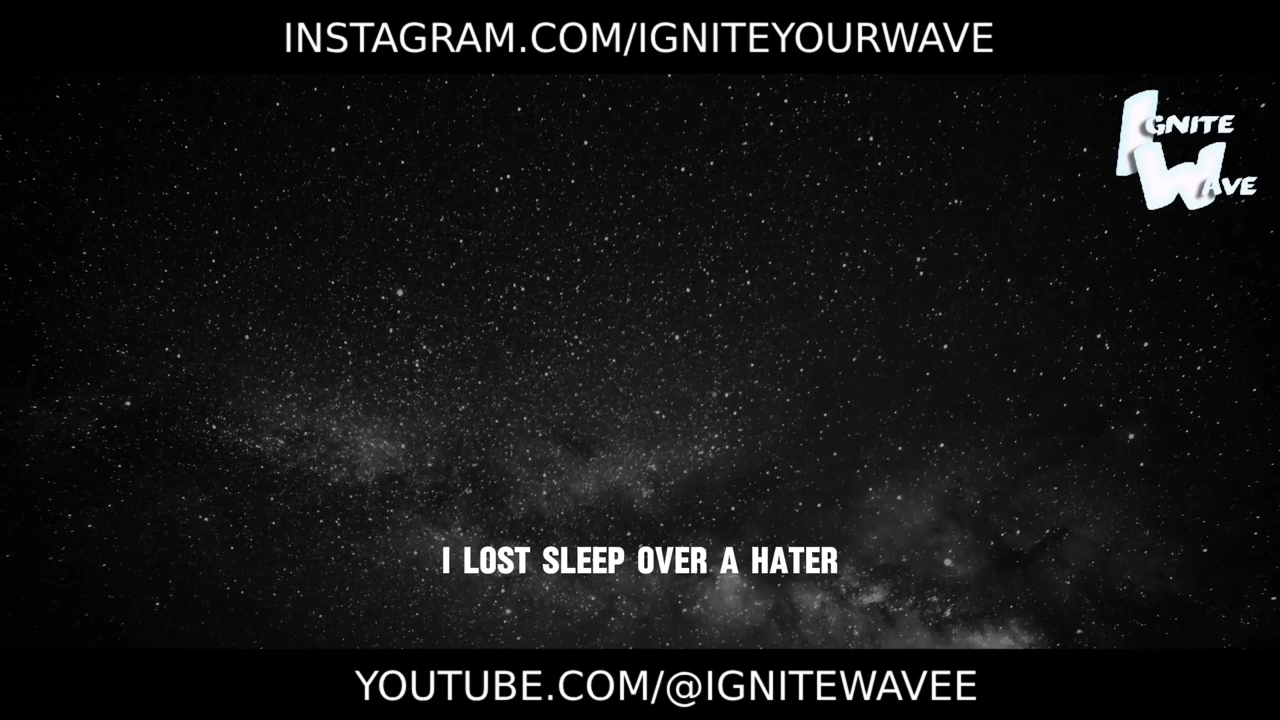 INSTAGRAM.COM/IGNITEYOURWAVE
IGNITE
WAVE
I LOST SLEEP OVER A HATER
YOUTUBE.COM/@IGNITEWAVEE